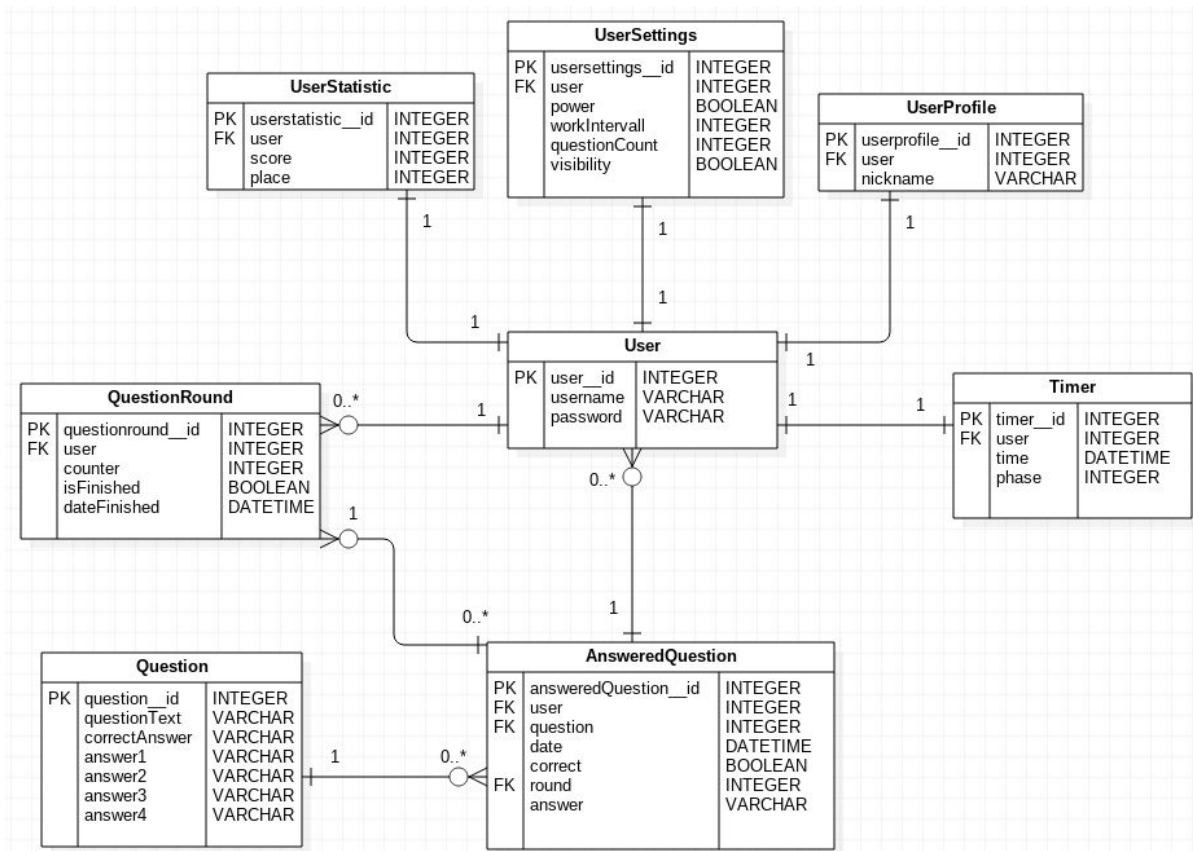 UserSettings
PK usersettings__id INTEGER
FK user INTEGER
power BOOLEAN
workIntervall INTEGER
questionCount INTEGER
visibility BOOLEAN
UserStatistic
PK userstatistic__id INTEGER
FK user INTEGER
score INTEGER
place INTEGER
UserProfile
PK userprofile__id INTEGER
FK user INTEGER
nickname VARCHAR
1
1
1
1
1
1
User
PK user__id INTEGER
username VARCHAR
password VARCHAR
QuestionRound
PK questionround__id INTEGER
FK user INTEGER
counter INTEGER
isFinished BOOLEAN
dateFinished DATETIME
0..*
1
1
1
Timer
PK timer__id INTEGER
FK user INTEGER
time DATETIME
phase INTEGER
0..*
1
1
0..*
Question
PK question__id INTEGER
questionText VARCHAR
correctAnswer VARCHAR
answer1 VARCHAR
answer2 VARCHAR
answer3 VARCHAR
answer4 VARCHAR
1
0..*
AnsweredQuestion
PK answeredQuestion__id INTEGER
FK user INTEGER
FK question INTEGER
date DATETIME
correct BOOLEAN
FK round INTEGER
answer VARCHAR